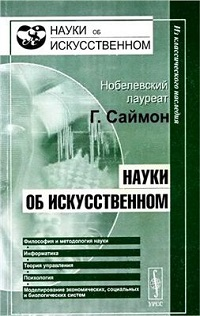 НАУКИ ОБ
ИСКУССТВЕННОМ
Из классического наследия
Нобелевский
лауреат
Г. Саймон
НАУКИ
ОБ ИСКУССТВЕННОМ
Философия и методология науки
Информатика
Теория управления
Психология
Моделирование экономических, социальных
и биологических систем
URSS